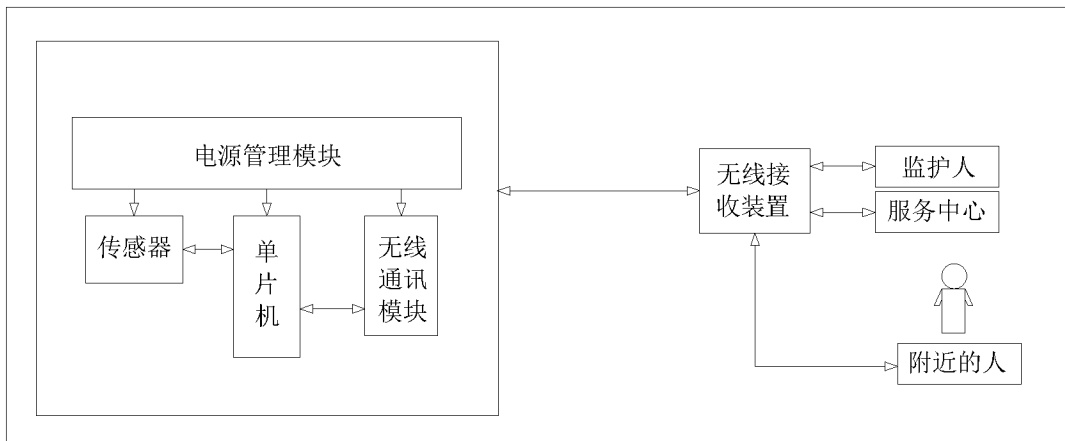 电源管理模块
传感器
单
片
机
无线
通讯
模块
无线接
收装置
监护人
服务中心
附近的人